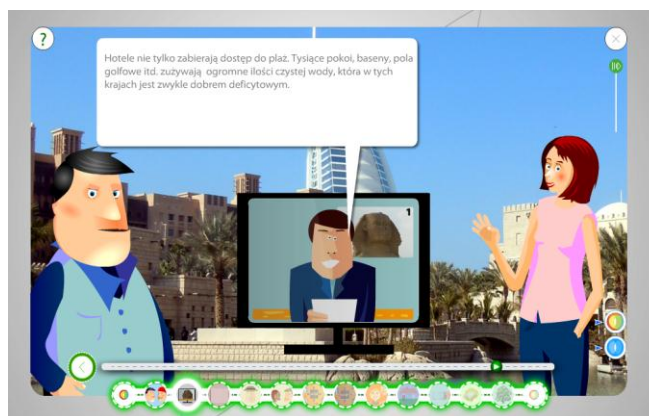 ?
Hotele nie tylko zabierają dostęp do plaż. Tysiące pokoi, baseny, pola
golfowe itd. zużywają ogromne ilości czystej wody, która w tych
krajach jest zwykle dobrem deficytowym.
1